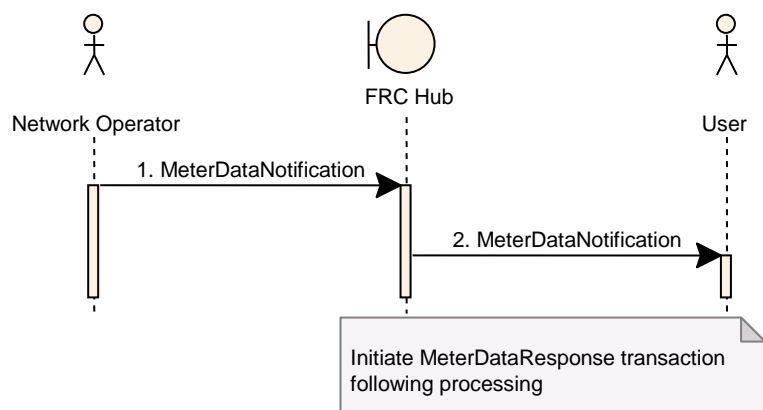 FRC Hub
Network Operator
User
1. MeterDataNotification
2. MeterDataNotification
Initiate MeterDataResponse transaction
following processing